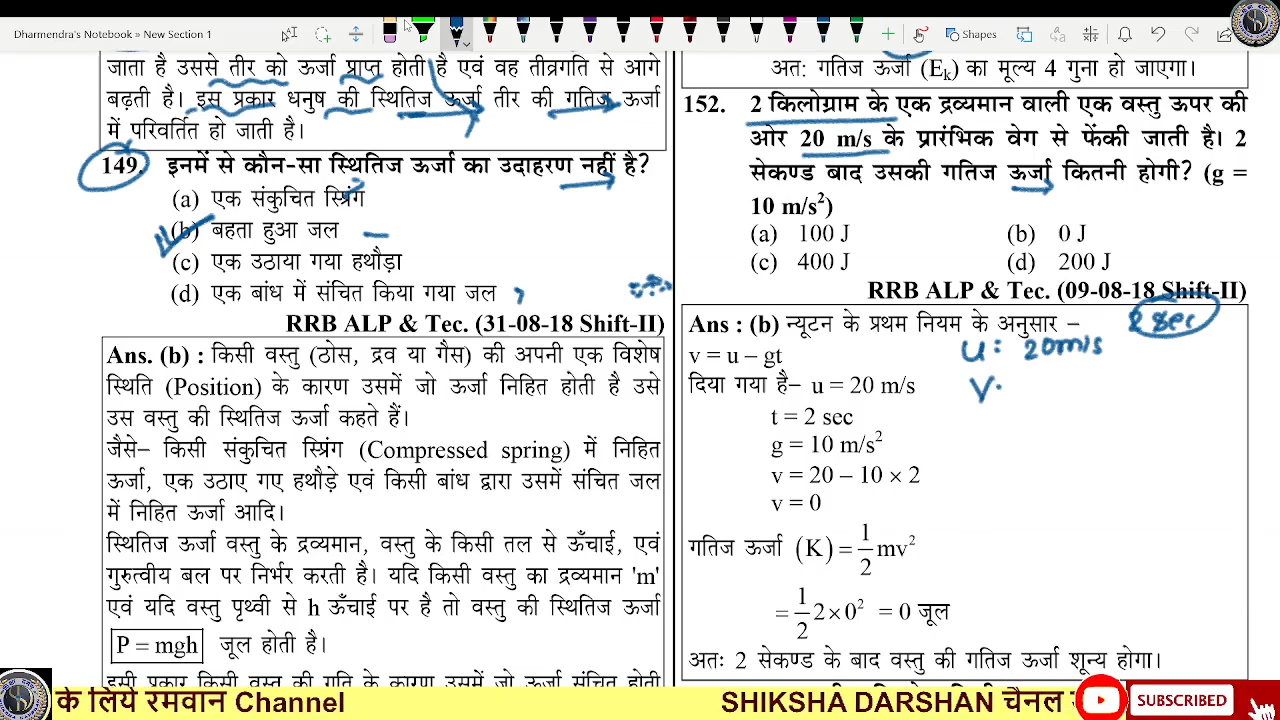 Dharmendra's Notebook » New Section 1
Shapes
जाता है उससे तीर को ऊर्जा प्राप्त होती है एवं वह तीव्रगति से आगे
बढ़ती है। इस प्रकार धनुष की स्थितिज ऊर्जा तीर की गतिज ऊर्जा
में परिवर्तित हो जाती है।
149. इनमें से कौन-सा स्थितिज ऊर्जा का उदाहरण नहीं है?
(a) एक संकुचित स्प्रिंग
(b) बहता हुआ जल
(c) एक उठाया गया हथौड़ा
(d) एक बांध में संचित किया गया जल
RRB ALP & Tec. (31-08-18 Shift-II)
Ans. (b) : किसी वस्तु (ठोस, द्रव या गैस) की अपनी एक विशेष
स्थिति (Position) के कारण उसमें जो ऊर्जा निहित होती है उसे
उस वस्तु की स्थितिज ऊर्जा कहते हैं।
जैसे– किसी संकुचित स्प्रिंग (Compressed spring) में निहित
ऊर्जा, एक उठाए गए हथौड़े एवं किसी बांध द्वारा उसमें संचित जल
में निहित ऊर्जा आदि।
स्थितिज ऊर्जा वस्तु के द्रव्यमान, वस्तु के किसी तल से ऊँचाई, एवं
गुरुत्वीय बल पर निर्भर करती है। यदि किसी वस्तु का द्रव्यमान 'm'
एवं यदि वस्तु पृथ्वी से h ऊँचाई पर है तो वस्तु की स्थितिज ऊर्जा
P = mgh जूल होती है।
इसी प्रकार किसी वस्तु की गति के कारण उसमें जो ऊर्जा संचित होती
अतः गतिज ऊर्जा (Eₖ) का मूल्य 4 गुना हो जाएगा।
152. 2 किलोग्राम के एक द्रव्यमान वाली एक वस्तु ऊपर की
ओर 20 m/s के प्रारंभिक वेग से फेंकी जाती है। 2
सेकण्ड बाद उसकी गतिज ऊर्जा कितनी होगी? (g =
10 m/s²)
(a) 100 J (b) 0 J
(c) 400 J (d) 200 J
RRB ALP & Tec. (09-08-18 Shift-II)
Ans : (b) न्यूटन के प्रथम नियम के अनुसार –
2 sec
v = u – gt
u = 20m/s
दिया गया है– u = 20 m/s
V
t = 2 sec
g = 10 m/s²
v = 20 – 10 × 2
v = 0
गतिज ऊर्जा (K) = 1/2 mv²
= 1/2 2 × 0² = 0 जूल
अतः 2 सेकण्ड के बाद वस्तु की गतिज ऊर्जा शून्य होगा।
के लिये रमवान Channel
SHIKSHA DARSHAN चैनल
SUBSCRIBED